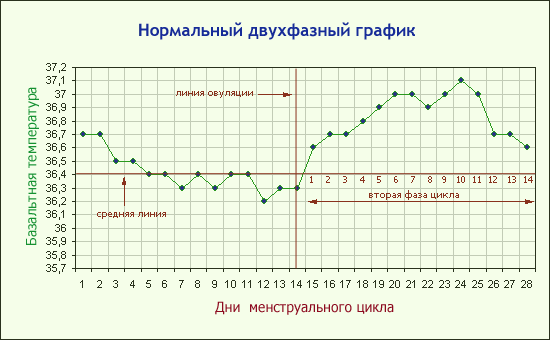 Нормальный двухфазный график
Базальтная температура
37,2
37,1
37
36,9
36,8
36,7
36,6
36,5
36,4
36,3
36,2
36,1
36
35,9
35,8
35,7
линия овуляции
средняя линия
1 2 3 4 5 6 7 8 9 10 11 12 13 14
вторая фаза цикла
1 2 3 4 5 6 7 8 9 10 11 12 13 14 15 16 17 18 19 20 21 22 23 24 25 26 27 28
Дни менструального цикла